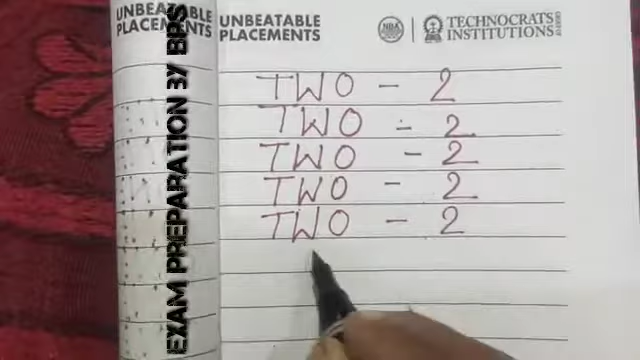 UNBEATABLE
PLACEMENTS
UNBEATABLE
PLACEMENTS
NBA
TECHNOCRATS
INSTITUTIONS
EXAM PREPARATION BY BPS
TWO - 2
TWO - 2
TWO - 2
TWO - 2
TWO - 2